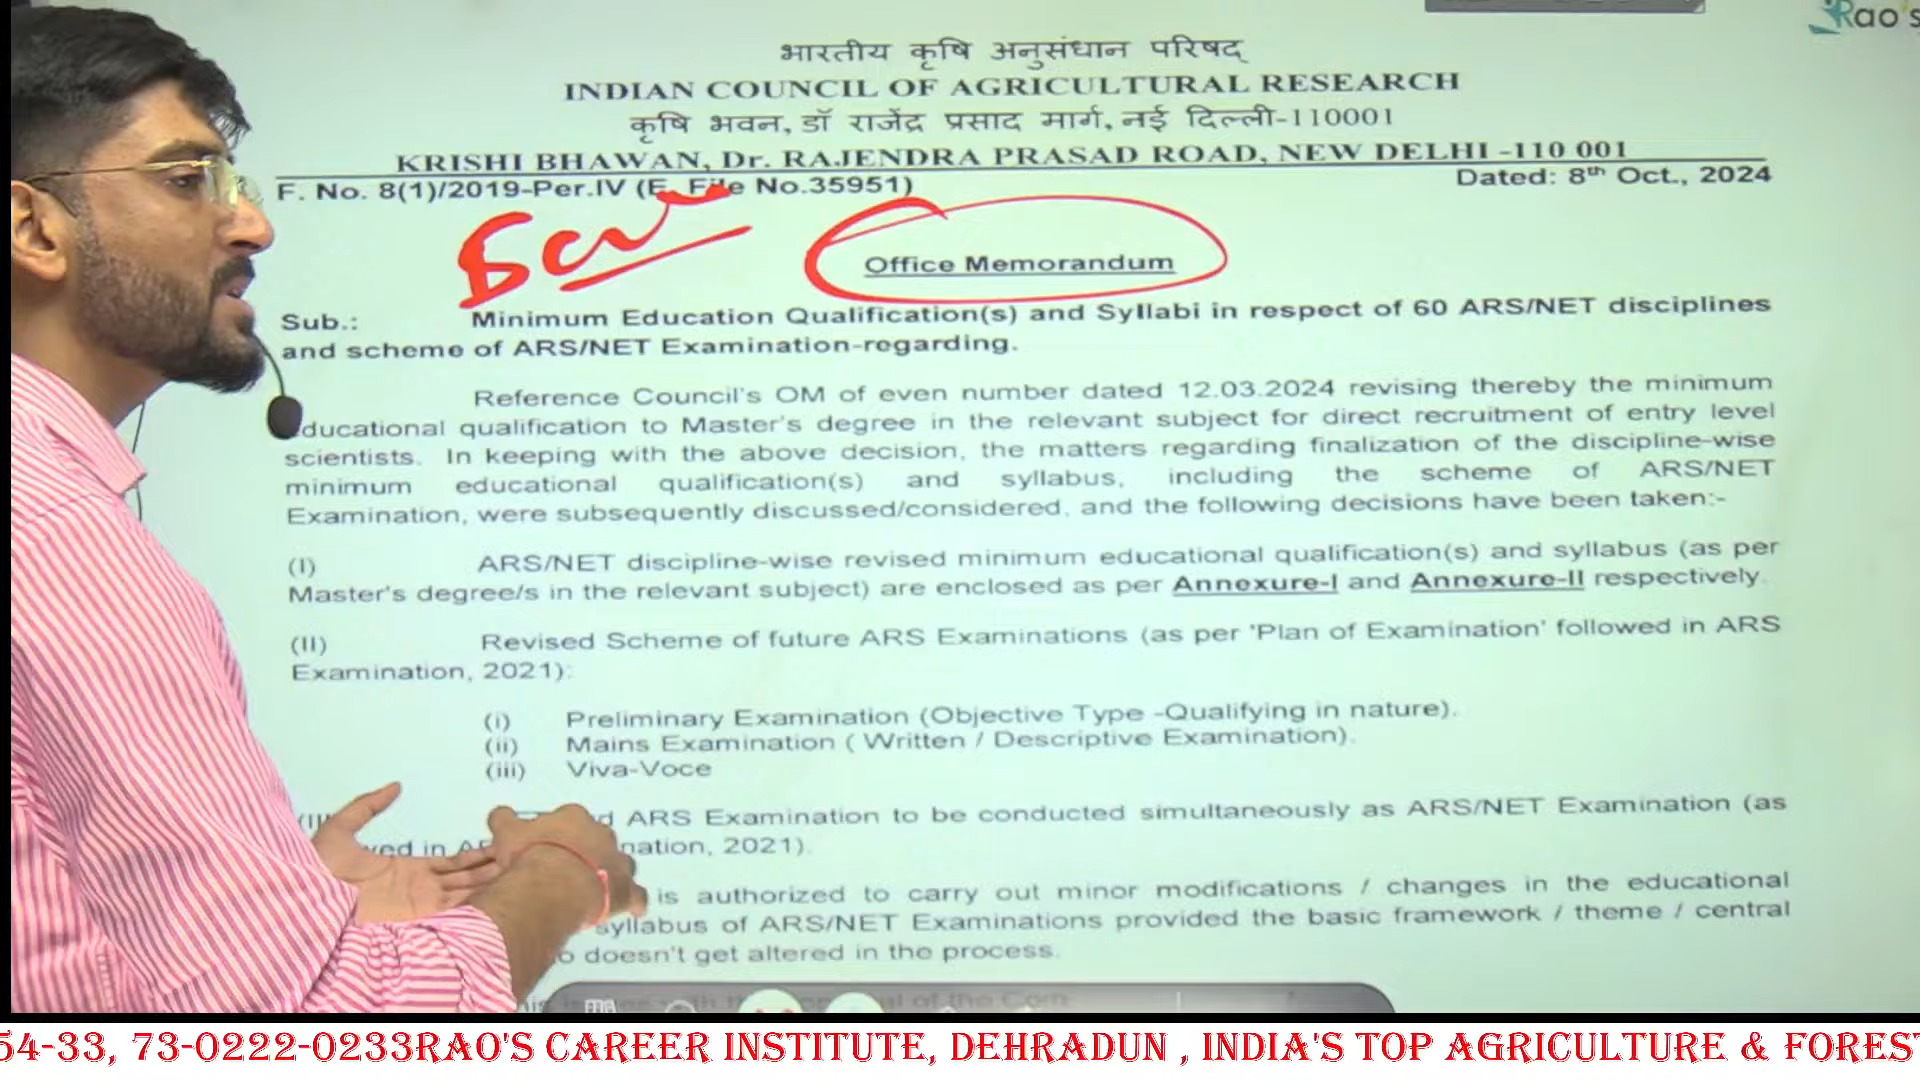 Rao's
भारतीय कृषि अनुसंधान परिषद्
INDIAN COUNCIL OF AGRICULTURAL RESEARCH
कृषि भवन, डॉ राजेंद्र प्रसाद मार्ग, नई दिल्ली-110001
KRISHI BHAWAN, Dr. RAJENDRA PRASAD ROAD, NEW DELHI -110 001
F. No. 8(1)/2019-Per.IV (E. File No.35951)
Dated: 8th Oct., 2024
Office Memorandum
Sub.: Minimum Education Qualification(s) and Syllabi in respect of 60 ARS/NET disciplines
and scheme of ARS/NET Examination-regarding.
Reference Council's OM of even number dated 12.03.2024 revising thereby the minimum
educational qualification to Master's degree in the relevant subject for direct recruitment of entry level
scientists. In keeping with the above decision, the matters regarding finalization of the discipline-wise
minimum educational qualification(s) and syllabus, including the scheme of ARS/NET
Examination, were subsequently discussed/considered, and the following decisions have been taken:-
(I) ARS/NET discipline-wise revised minimum educational qualification(s) and syllabus (as per
Master's degree/s in the relevant subject) are enclosed as per Annexure-I and Annexure-II respectively.
(II) Revised Scheme of future ARS Examinations (as per 'Plan of Examination' followed in ARS
Examination, 2021):
(i) Preliminary Examination (Objective Type -Qualifying in nature).
(ii) Mains Examination ( Written / Descriptive Examination).
(iii) Viva-Voce
ARS Examination to be conducted simultaneously as ARS/NET Examination (as
in 2021).
is authorized to carry out minor modifications / changes in the educational
syllabus of ARS/NET Examinations provided the basic framework / theme / central
doesn't get altered in the process.
54-33, 73-0222-0233RAO'S CAREER INSTITUTE, DEHRADUN , INDIA'S TOP AGRICULTURE & FOREST